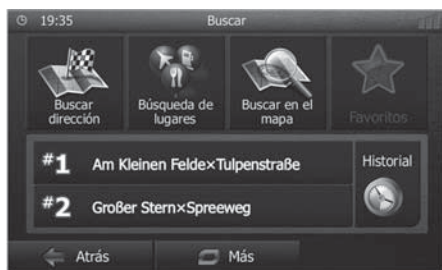 19:35 Buscar
Buscar dirección
Búsqueda de lugares
Buscar en el mapa
Favoritos
#1 Am Kleinen Felde×Tulpenstraße
Historial
#2 Großer Stern×Spreeweg
Atrás
Más